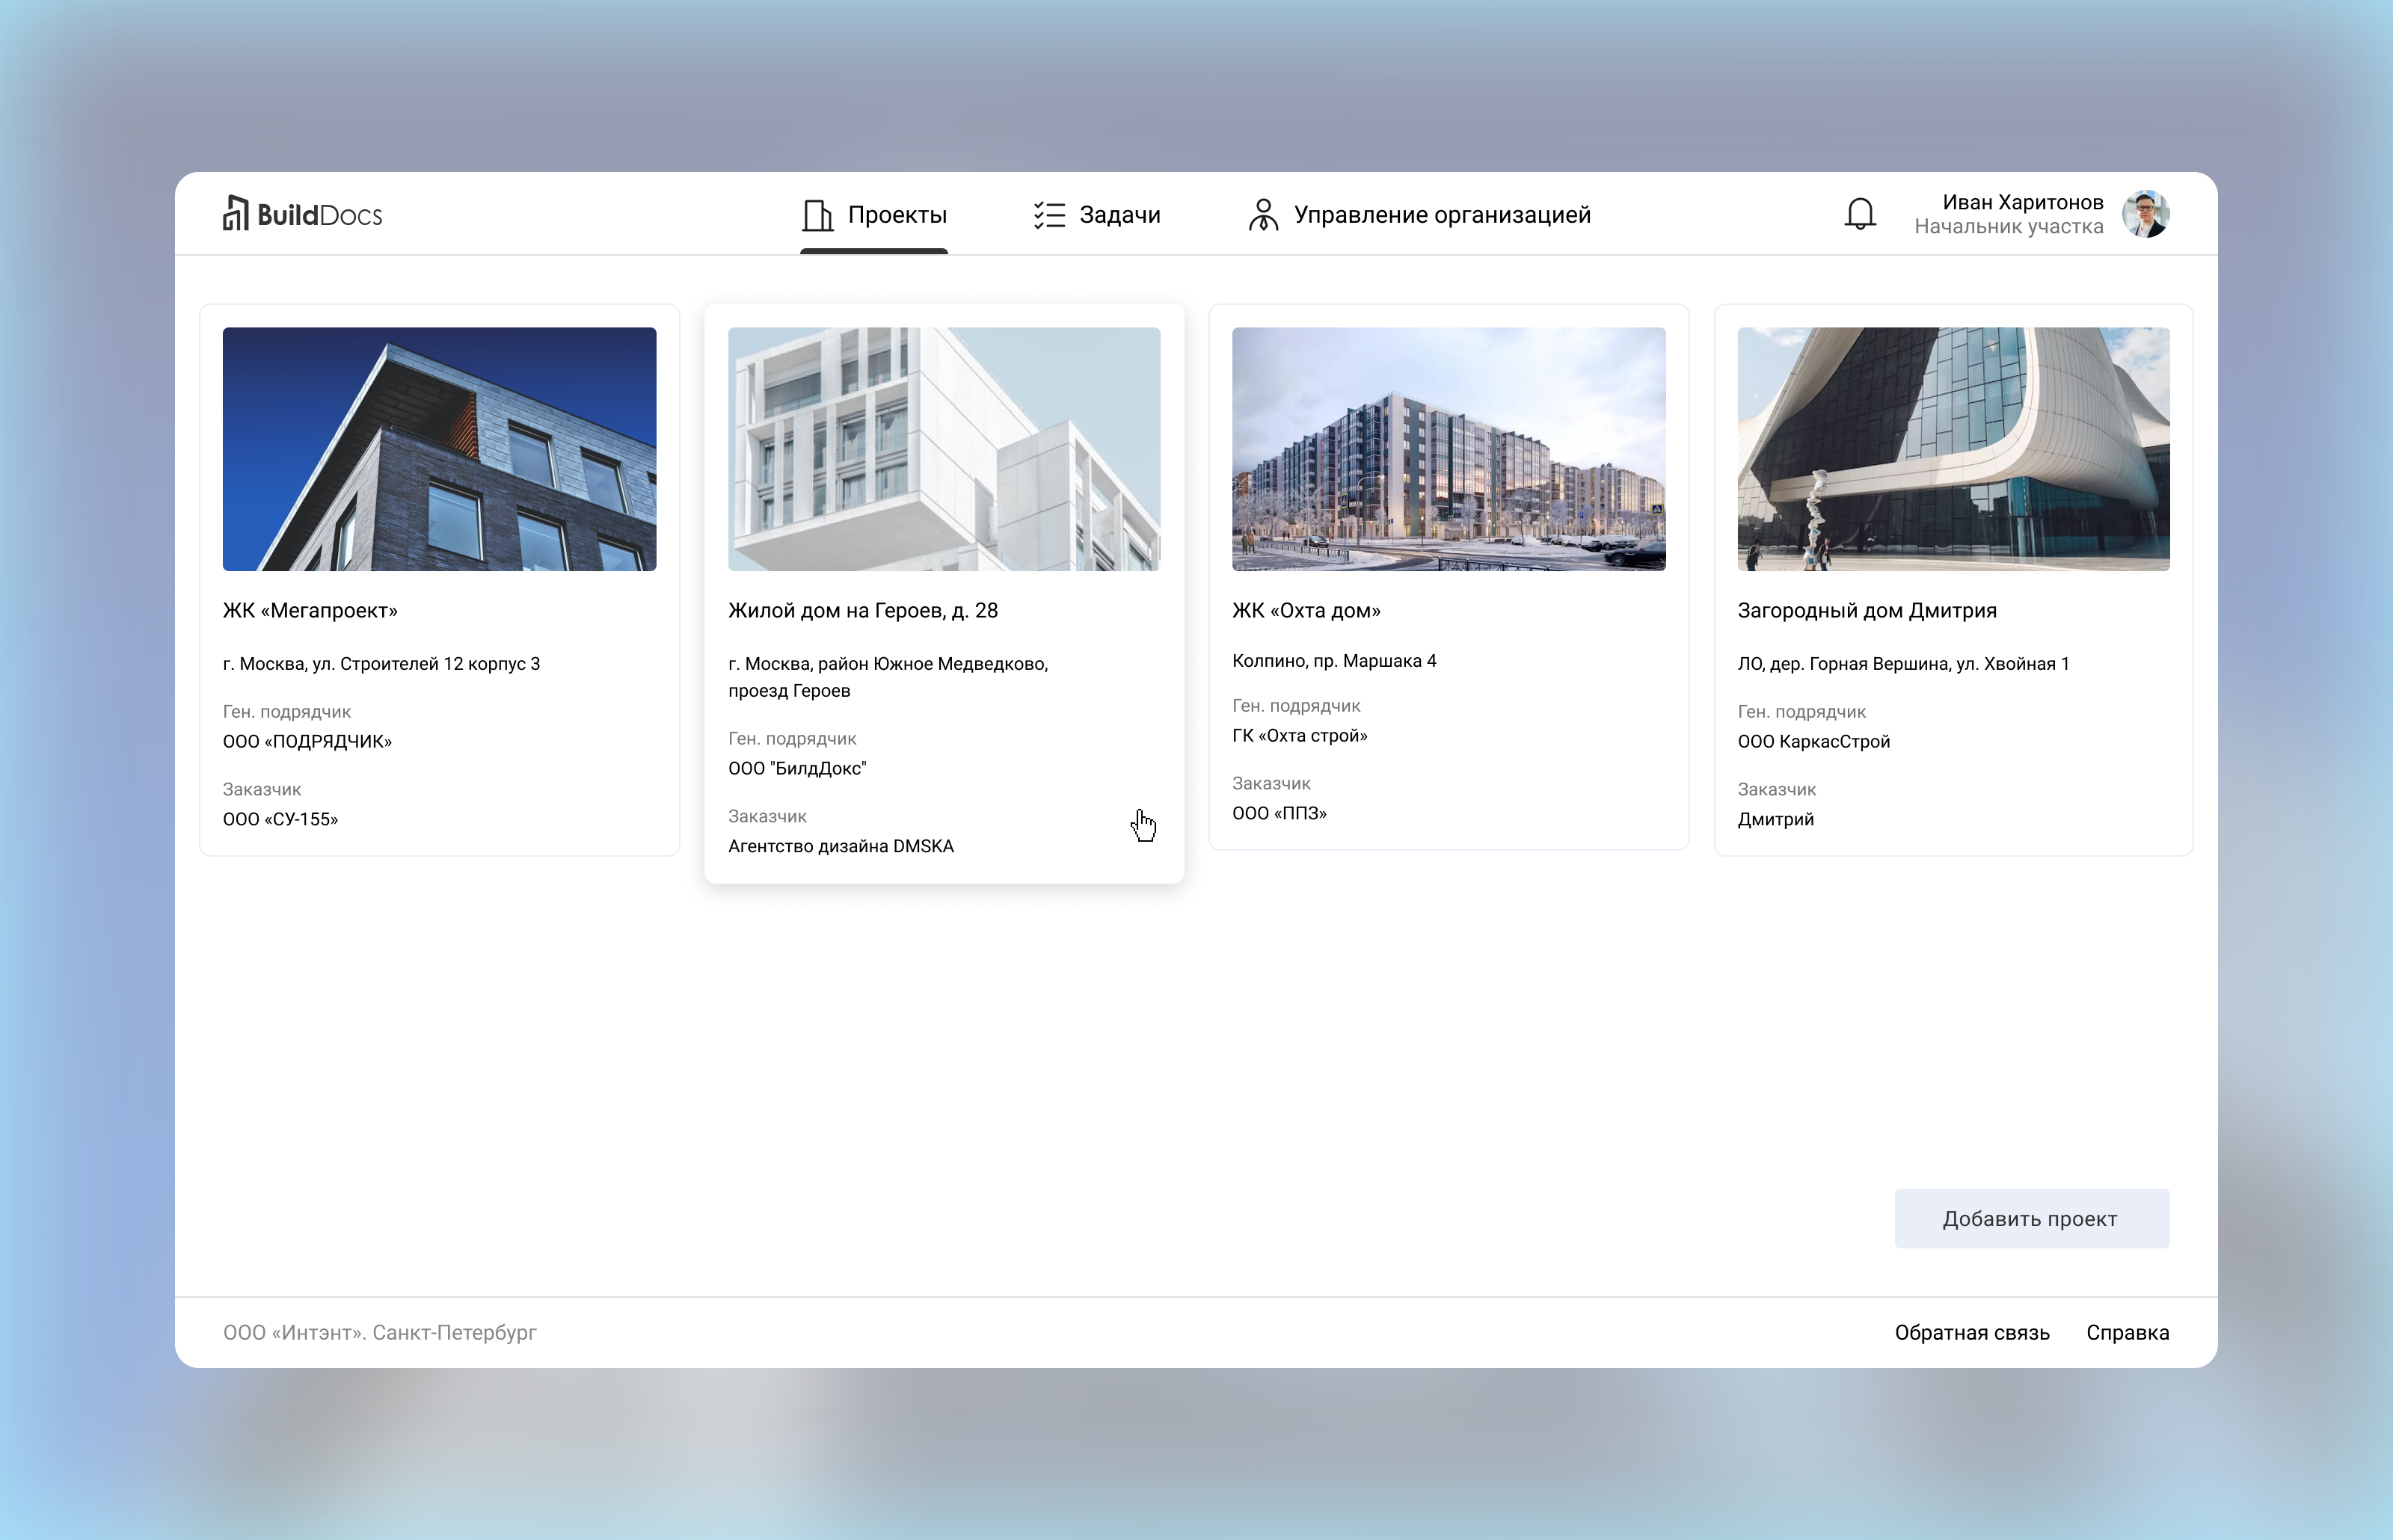 BuildDocs
Проекты
Задачи
Управление организацией
Иван Харитонов
Начальник участка
ЖК «Мегапроект»
г. Москва, ул. Строителей 12 корпус 3
Ген. подрядчик
ООО «ПОДРЯДЧИК»
Заказчик
ООО «СУ-155»
Жилой дом на Героев, д. 28
г. Москва, район Южное Медведково,
проезд Героев
Ген. подрядчик
ООО "БилдДокс"
Заказчик
Агентство дизайна DMSKA
ЖК «Охта дом»
Колпино, пр. Маршака 4
Ген. подрядчик
ГК «Охта строй»
Заказчик
ООО «ППЗ»
Загородный дом Дмитрия
ЛО, дер. Горная Вершина, ул. Хвойная 1
Ген. подрядчик
ООО КаркасСтрой
Заказчик
Дмитрий
Добавить проект
ООО «Интэнт». Санкт-Петербург
Обратная связь
Справка